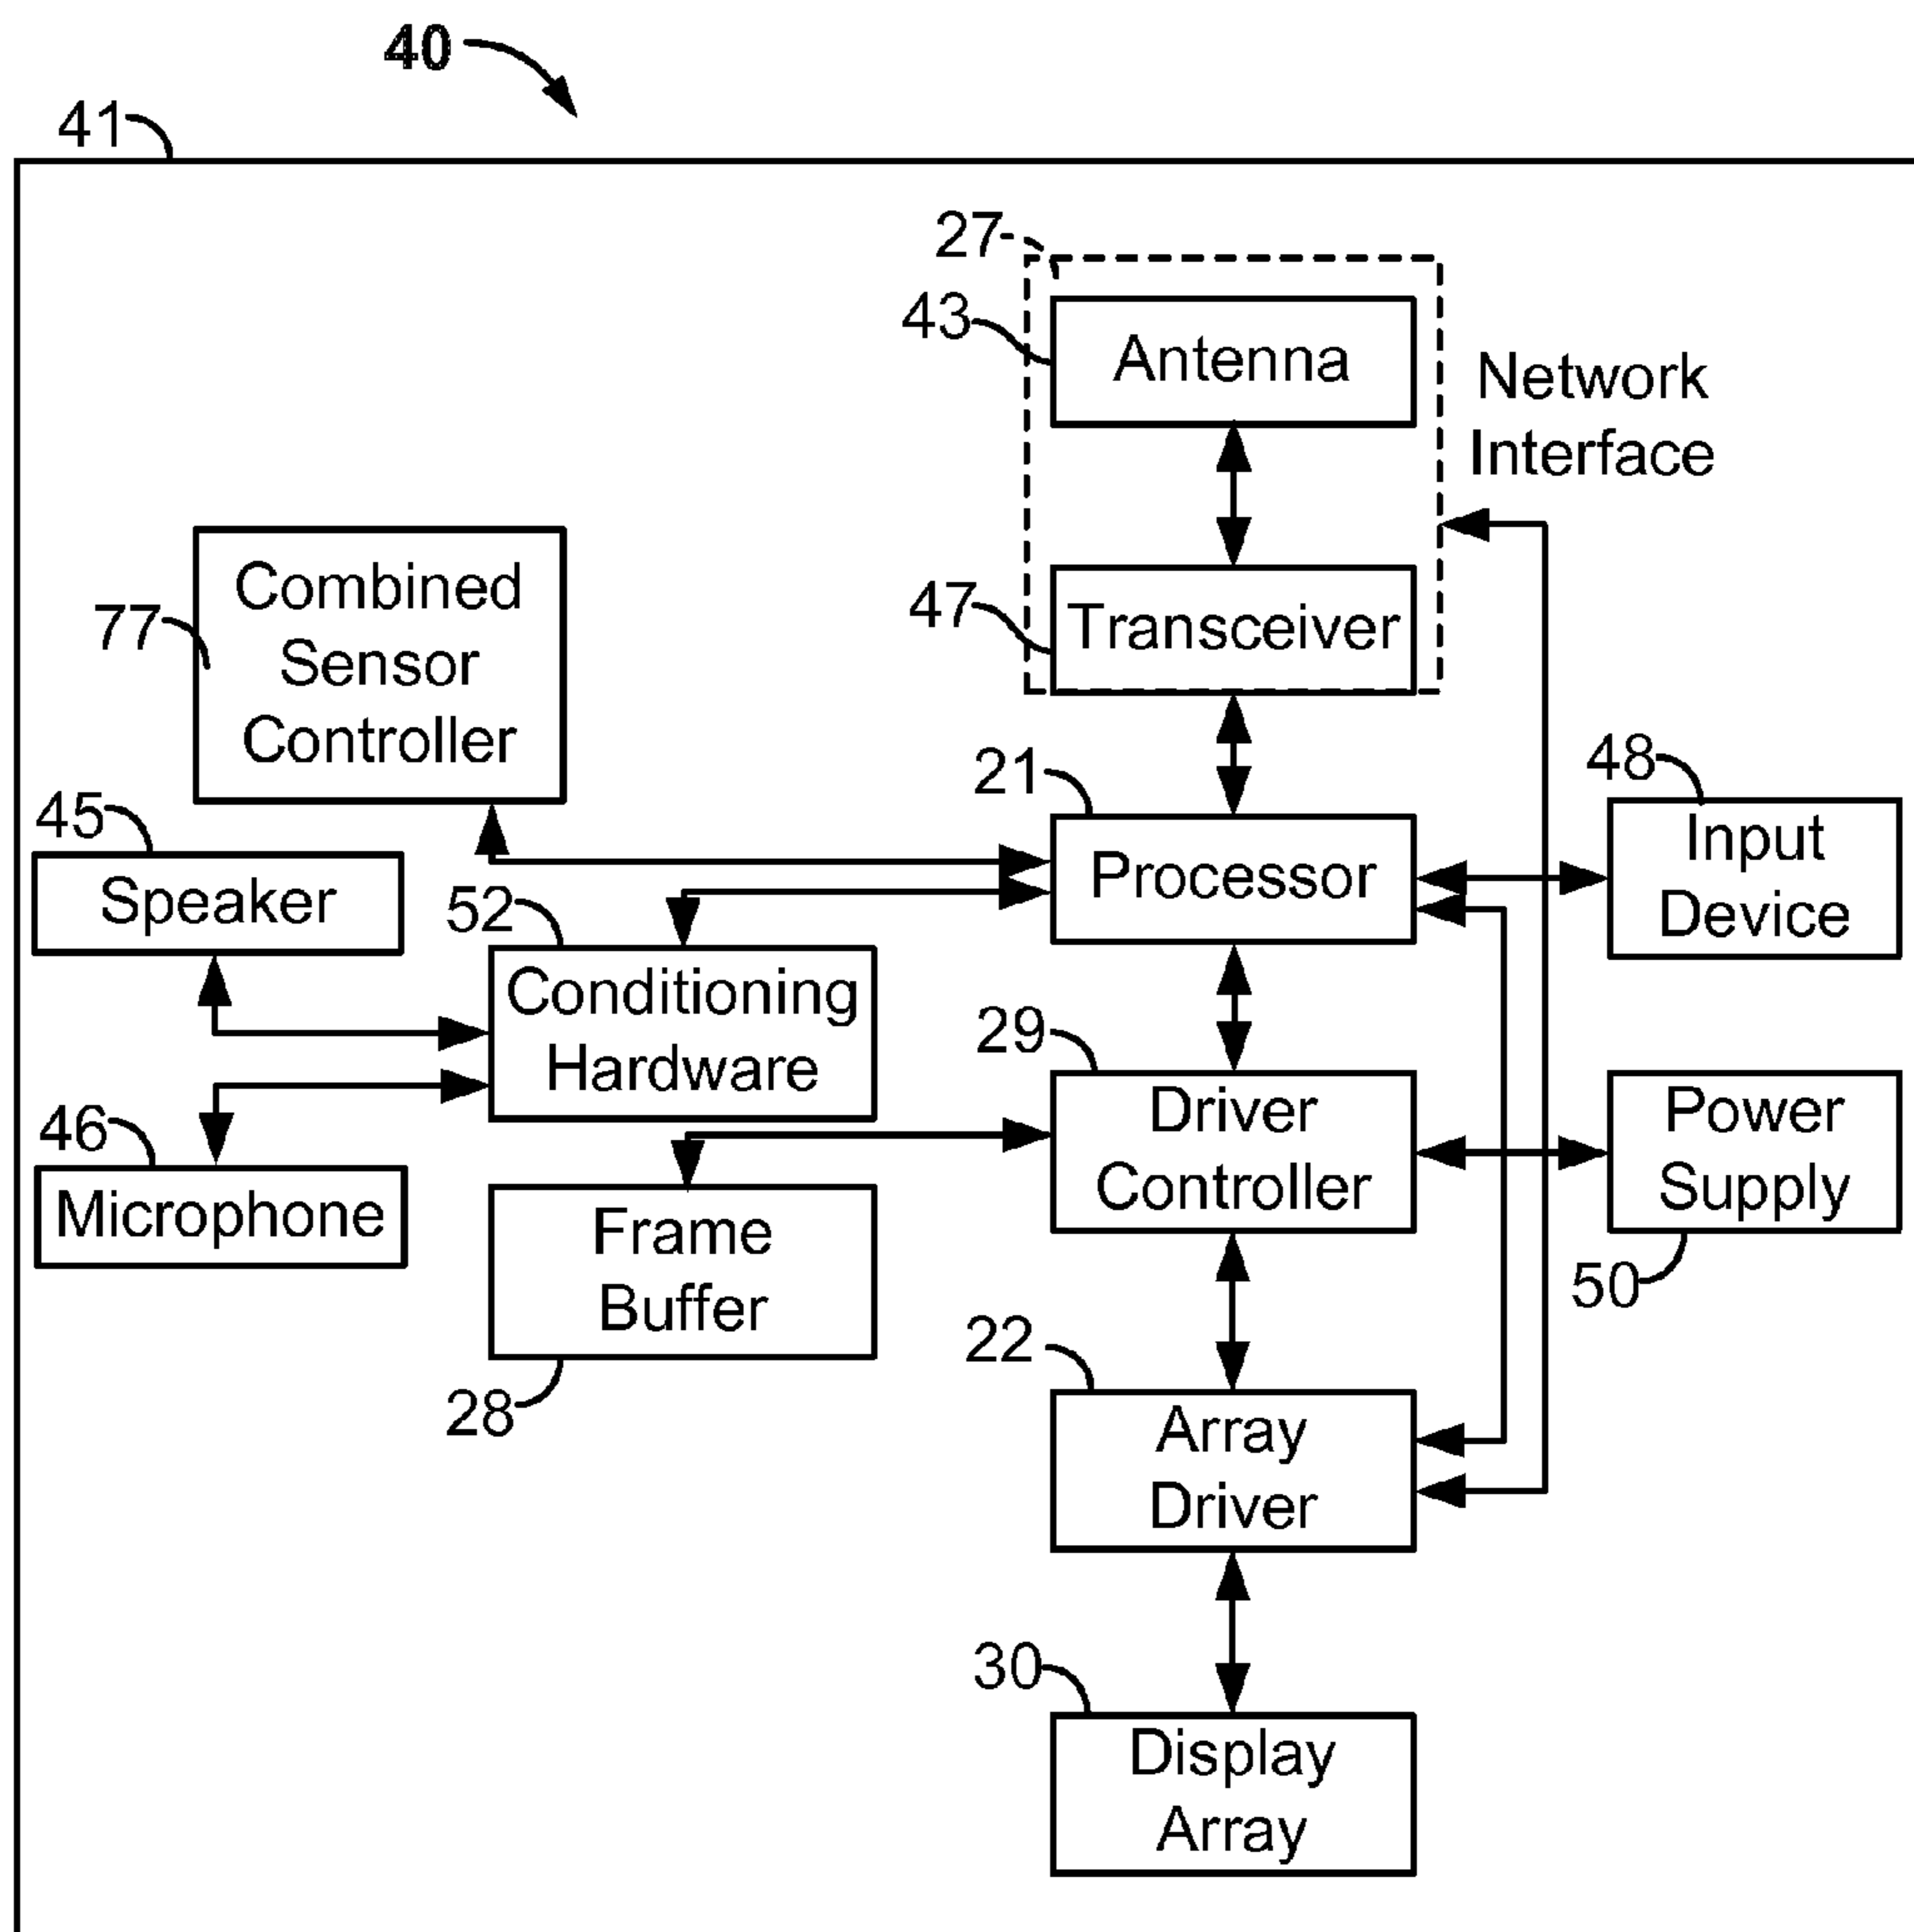 40
41
27
43
Antenna
Network
Interface
Combined
Sensor
Controller
77
47
Transceiver
21
48
45
Processor
Input
Device
Speaker
52
Conditioning
Hardware
29
46
Driver
Controller
Power
Supply
Microphone
Frame
Buffer
50
28
22
Array
Driver
30
Display
Array